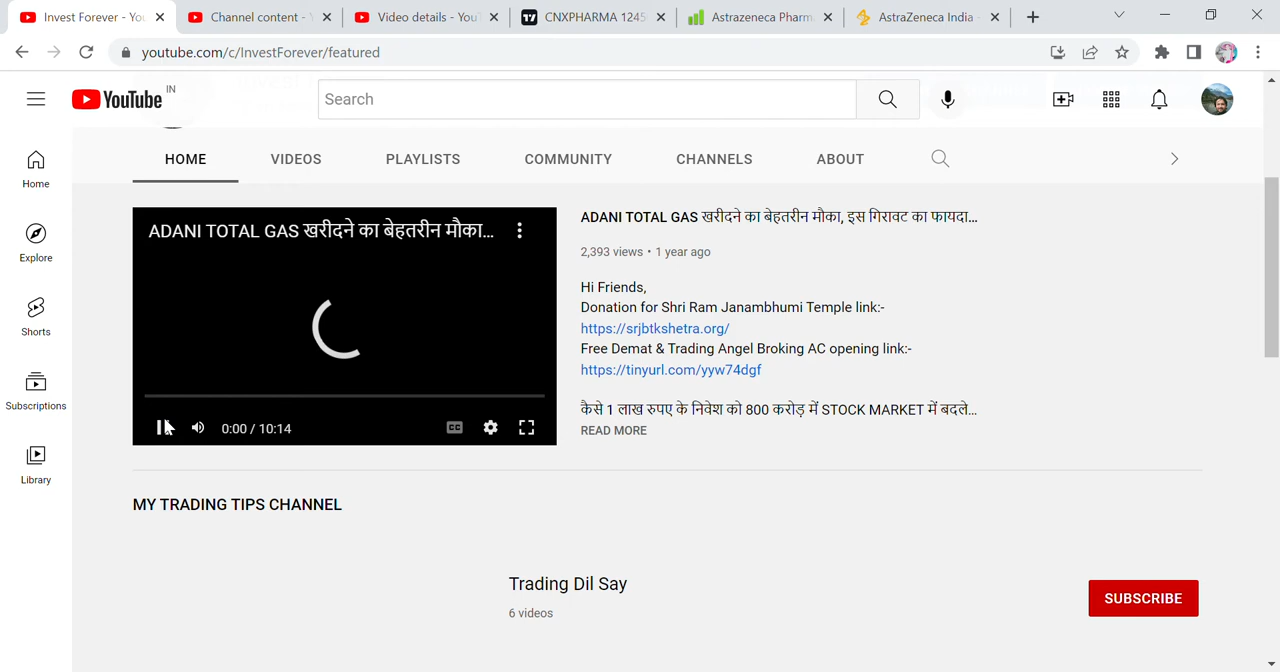 Invest Forever - You
Channel content -
Video details - YouT
CNXPHARMA 1245
Astrazeneca Pharm
AstraZeneca India -
youtube.com/c/InvestForever/featured
YouTube IN
Search
HOME
VIDEOS
PLAYLISTS
COMMUNITY
CHANNELS
ABOUT
Home
Explore
Shorts
Subscriptions
Library
ADANI TOTAL GAS खरीदने का बेहतरीन मौका...
CC
0:00 / 10:14
ADANI TOTAL GAS खरीदने का बेहतरीन मौका, इस गिरावट का फायदा...
2,393 views • 1 year ago
Hi Friends,
Donation for Shri Ram Janambhumi Temple link:-
https://srjbtkshetra.org/
Free Demat & Trading Angel Broking AC opening link:-
https://tinyurl.com/yyw74dgf
कैसे 1 लाख रुपए के निवेश को 800 करोड़ में STOCK MARKET में बदले...
READ MORE
MY TRADING TIPS CHANNEL
Trading Dil Say
6 videos
SUBSCRIBE